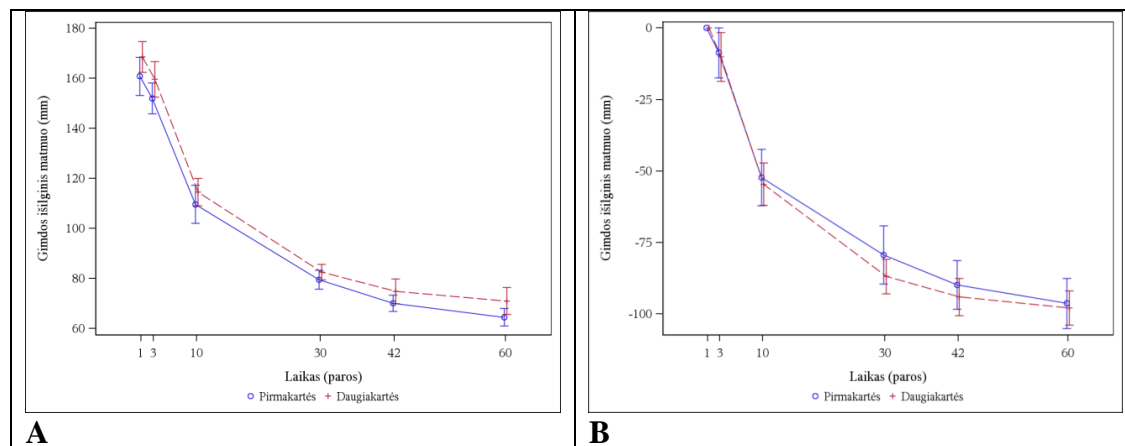 Gimdos išilginis matmuo (mm)
180
160
140
120
100
80
60
1 3 10 30 42 60
Laikas (paros)
Pirmakartės Daugiakartės
A
Gimdos išilginis matmuo (mm)
0
-25
-50
-75
-100
1 3 10 30 42 60
Laikas (paros)
Pirmakartės Daugiakartės
B